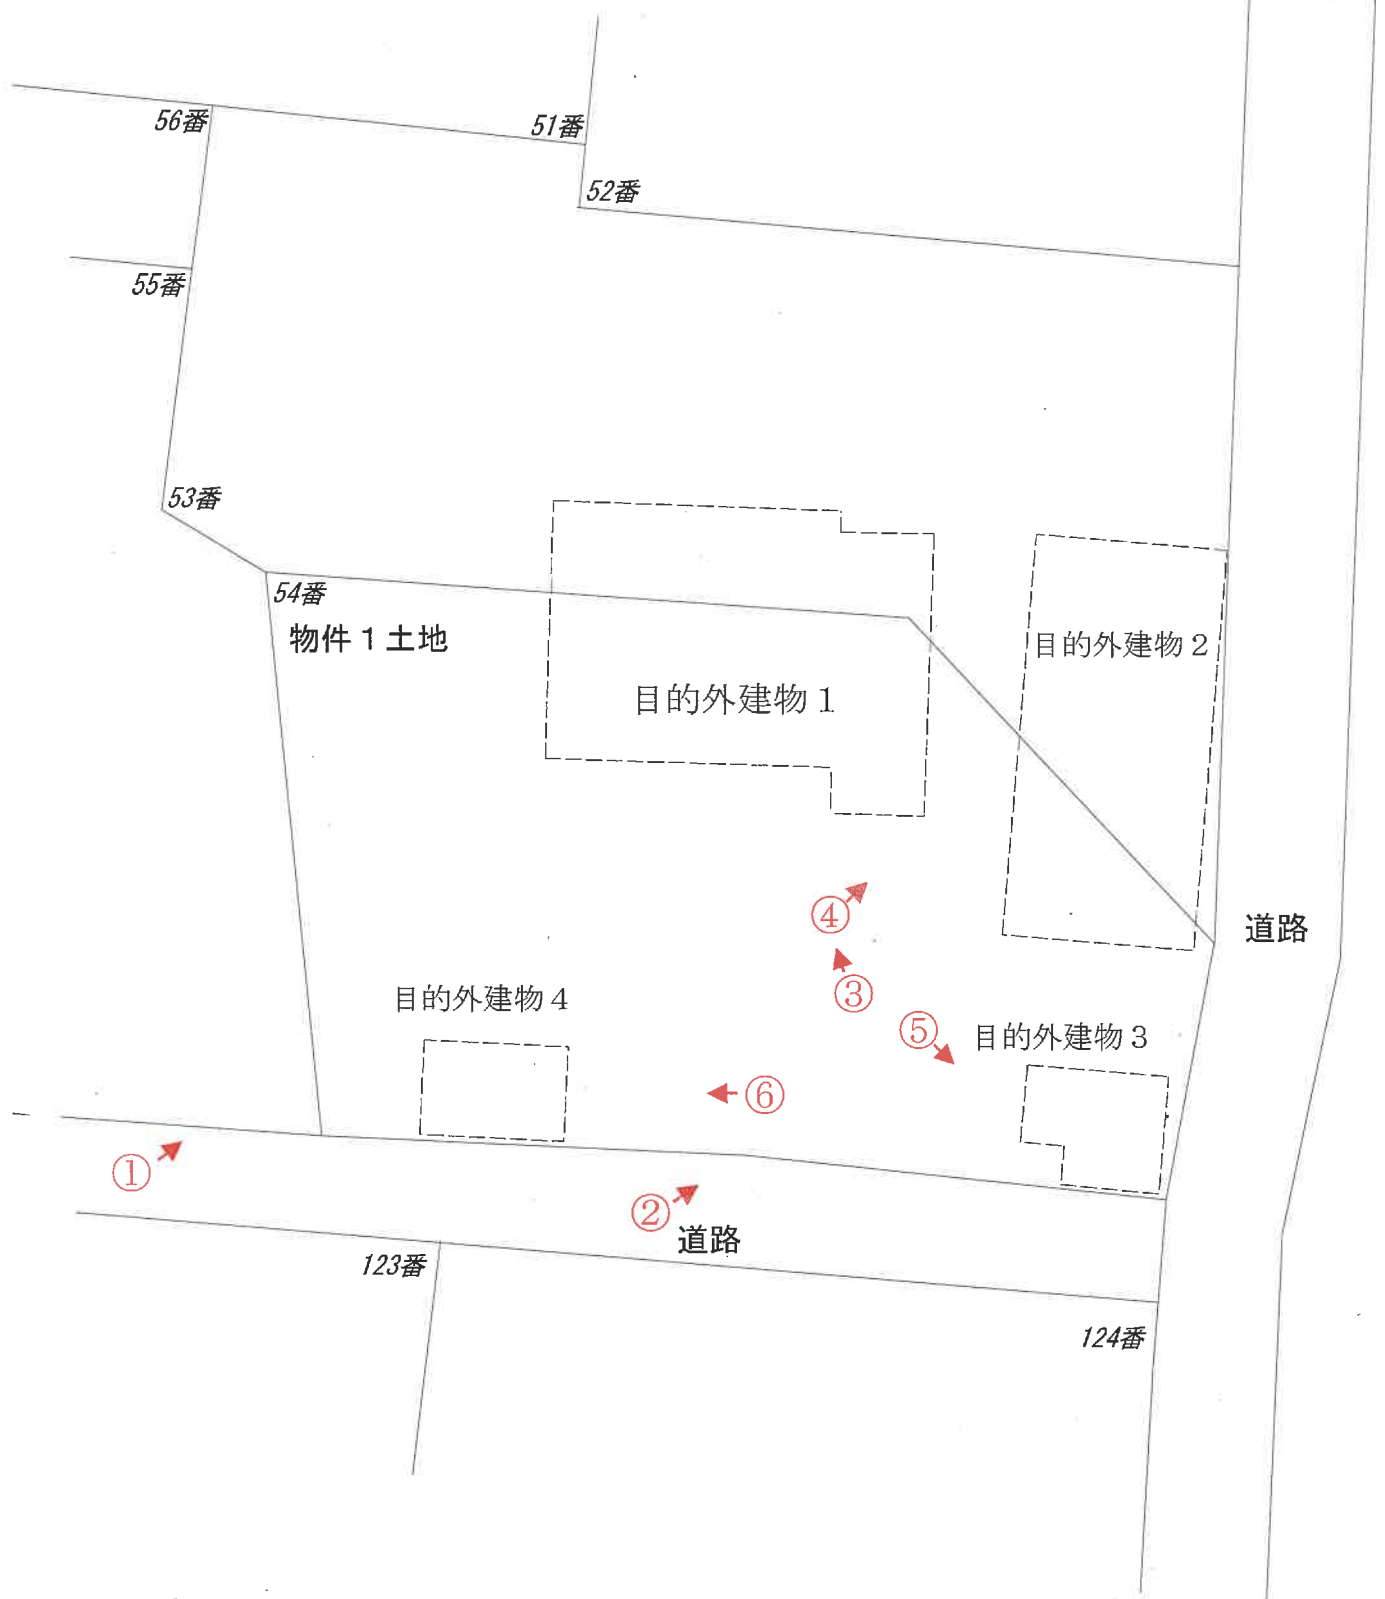 56番
51番
52番
55番
53番
54番
物件1土地
目的外建物2
目的外建物1
④
道路
③
目的外建物4
⑤
目的外建物3
⑥
①
②
道路
123番
124番